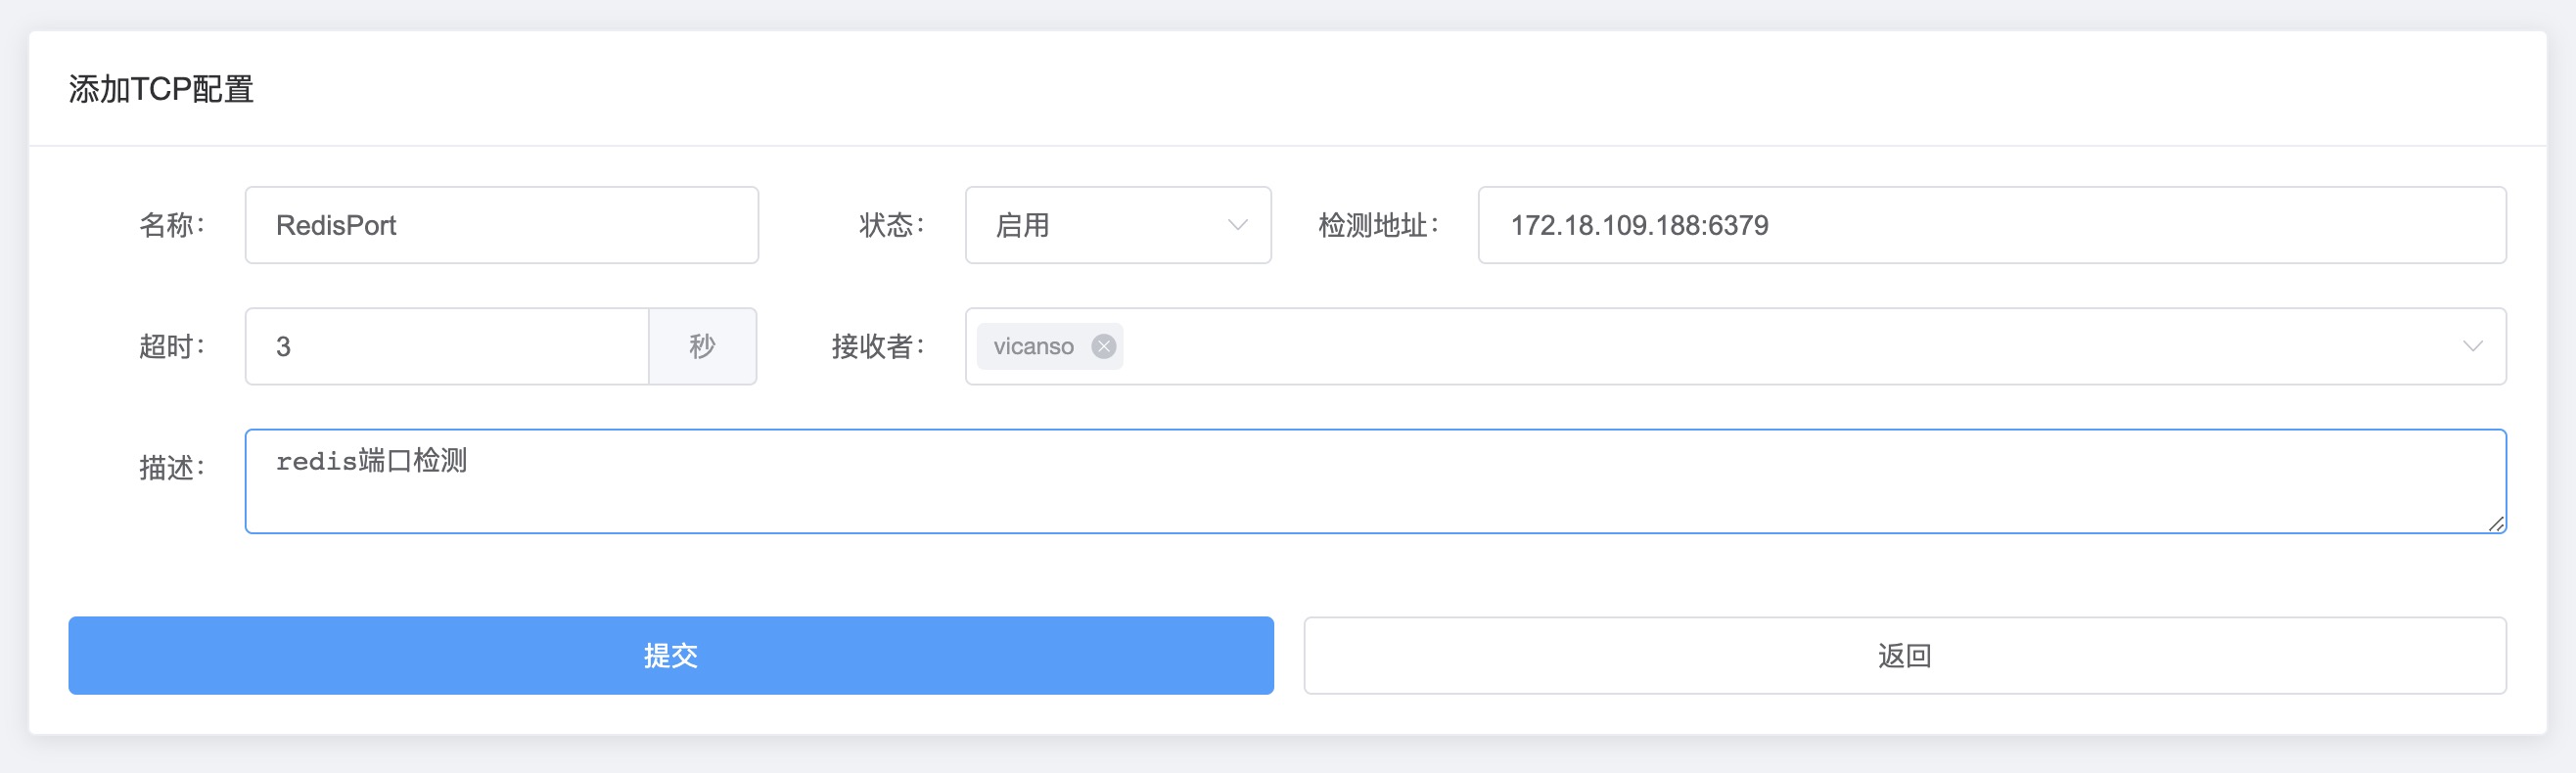 添加TCP配置
名称： RedisPort 状态： 启用 检测地址： 172.18.109.188:6379
超时： 3 秒 接收者： vicanso
描述： redis端口检测
提交 返回